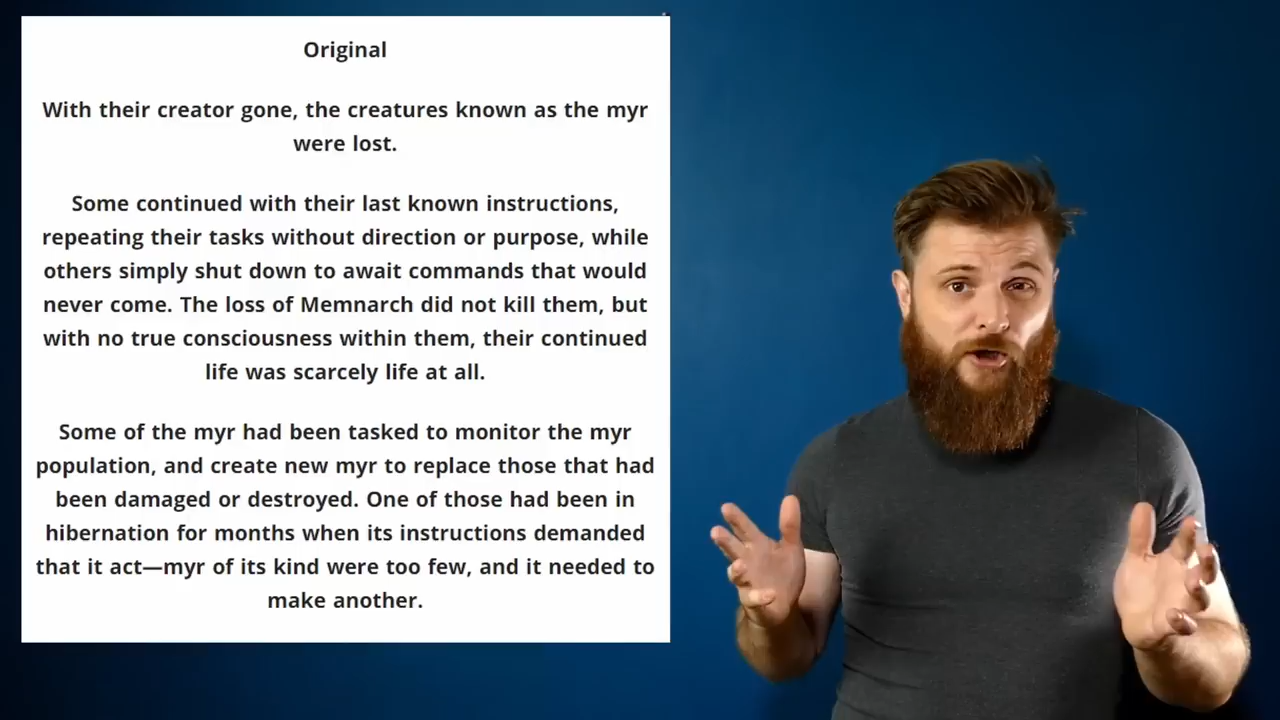 Original
With their creator gone, the creatures known as the myr
were lost.
Some continued with their last known instructions,
repeating their tasks without direction or purpose, while
others simply shut down to await commands that would
never come. The loss of Memnarch did not kill them, but
with no true consciousness within them, their continued
life was scarcely life at all.
Some of the myr had been tasked to monitor the myr
population, and create new myr to replace those that had
been damaged or destroyed. One of those had been in
hibernation for months when its instructions demanded
that it act—myr of its kind were too few, and it needed to
make another.